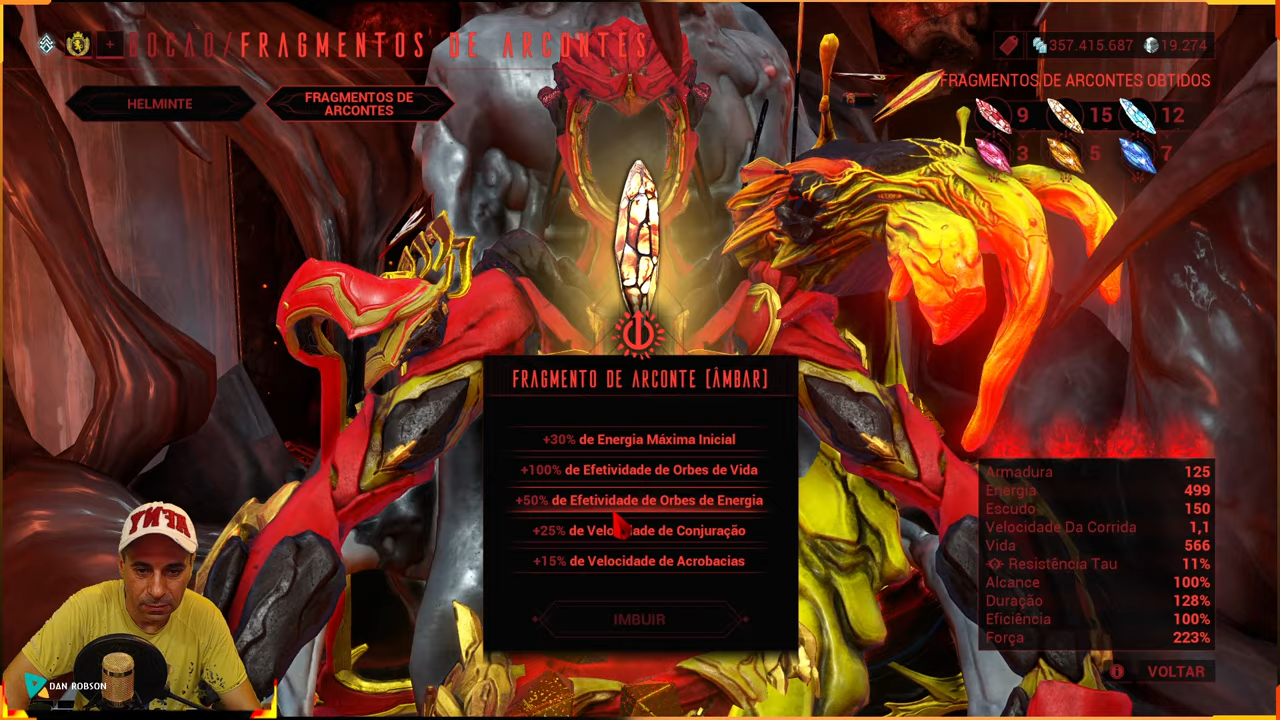 FRAGMENTOS DE ARCONTES
357.415.687 19.274
FRAGMENTOS DE ARCONTES OBTIDOS
HELMINTE
FRAGMENTOS DE
ARCONTES
9 15 12
3 5 7
FRAGMENTO DE ARCONTE [ÂMBAR]
+30% de Energia Máxima Inicial
+100% de Efetividade de Orbes de Vida
+50% de Efetividade de Orbes de Energia
+25% de Velocidade de Conjuração
+15% de Velocidade de Acrobacias
IMBUIR
Armadura 125
Energia 499
Escudo 150
Velocidade Da Corrida 1,1
Vida 566
Resistência Tau 11%
Alcance 100%
Duração 128%
Eficiência 100%
Força 223%
VOLTAR
DAN ROBSON